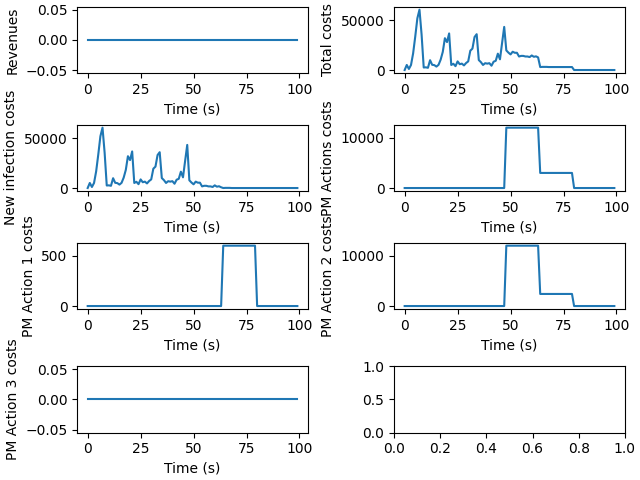 Revenues
0.05
0.00
−0.05
0 25 50 75 100
Time (s)
Total costs
50000
0
0 25 50 75 100
Time (s)
New infection costs
50000
0
0 25 50 75 100
Time (s)
PM Actions costs
10000
0
0 25 50 75 100
Time (s)
PM Action 1 costs
500
0
0 25 50 75 100
Time (s)
PM Action 2 costs
10000
0
0 25 50 75 100
Time (s)
PM Action 3 costs
0.05
0.00
−0.05
0 25 50 75 100
Time (s)
1.0
0.5
0.0
0.0 0.2 0.4 0.6 0.8 1.0